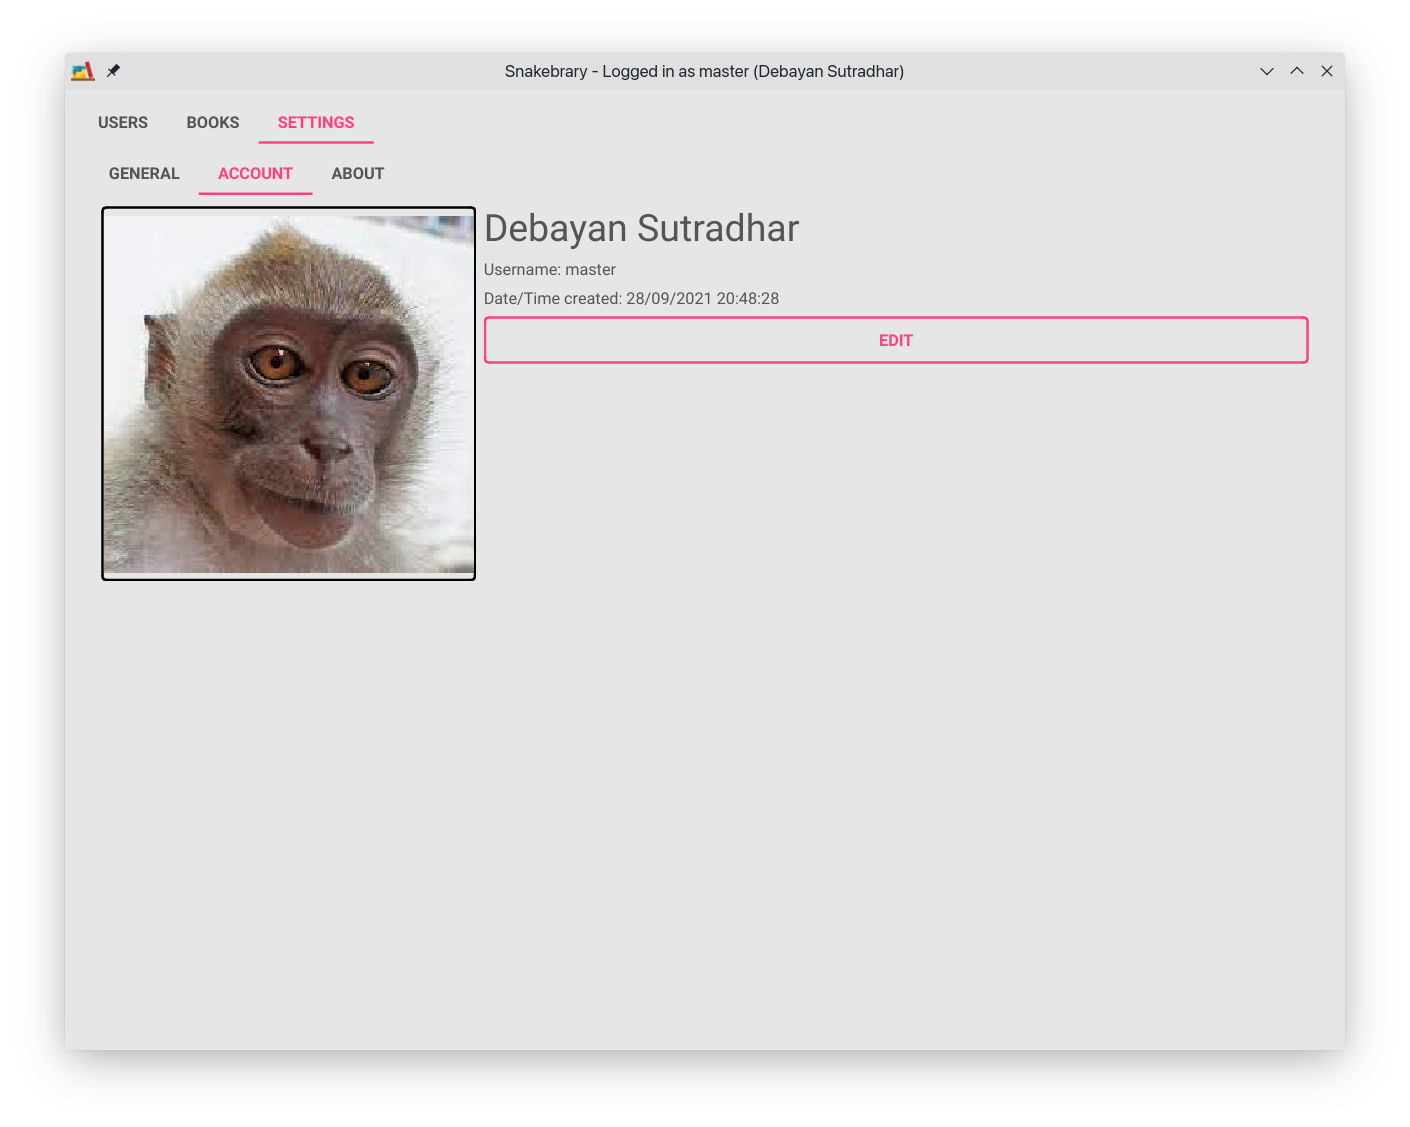 Snakebrary - Logged in as master (Debayan Sutradhar)
USERS BOOKS SETTINGS
GENERAL ACCOUNT ABOUT
Debayan Sutradhar
Username: master
Date/Time created: 28/09/2021 20:48:28
EDIT